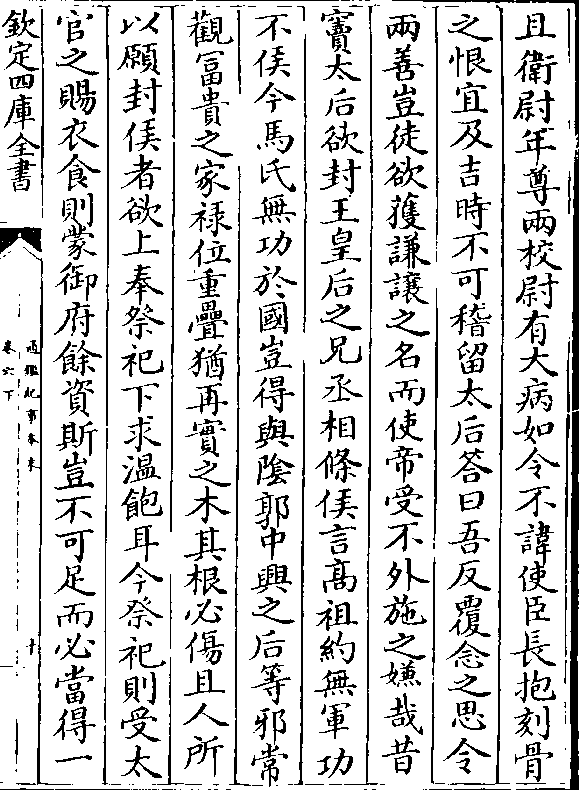 且衛尉年尊兩校尉有大病如令不諱使臣長抱刻骨
之恨宜及吉時不可稽留太后荅曰吾反覆念之思令
兩善豈徒欲獲謙讓之名而使帝受不外施之嫌哉昔
竇太后欲封王皇后之兄丞相條侯言髙祖約無軍功
不侯今馬氏無功於國豈得與陰郭中興之后等邪常
觀富貴之家禄位重疊猶再實之木其根必傷且人所
以願封侯者欲上奉祭祀下求温飽耳今祭祀則受太
官之賜衣食則蒙御府餘資斯豈不可足而必當得一
欽定四庫全書
通鑑紀事本末
卷六下
十